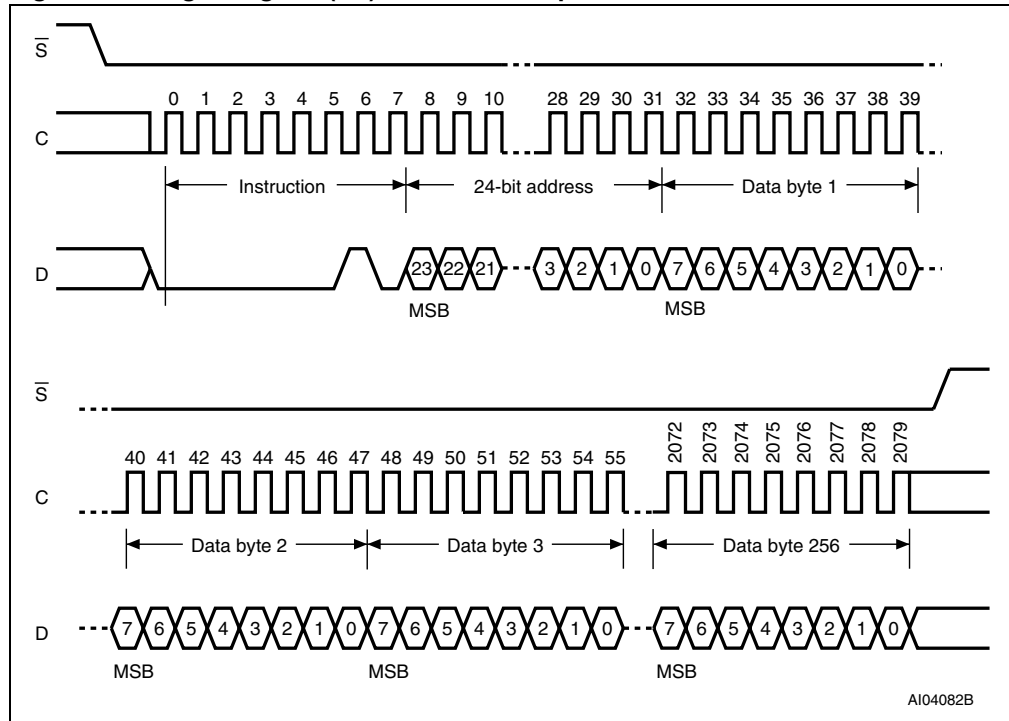 S
0 1 2 3 4 5 6 7 8 9 10 28 29 30 31 32 33 34 35 36 37 38 39
C
Instruction 24-bit address Data byte 1
D
23 22 21 3 2 1 0 7 6 5 4 3 2 1 0
MSB MSB
S
40 41 42 43 44 45 46 47 48 49 50 51 52 53 54 55 2072 2073 2074 2075 2076 2077 2078 2079
C
Data byte 2 Data byte 3 Data byte 256
D
7 6 5 4 3 2 1 0 7 6 5 4 3 2 1 0 7 6 5 4 3 2 1 0
MSB MSB MSB
AI04082B